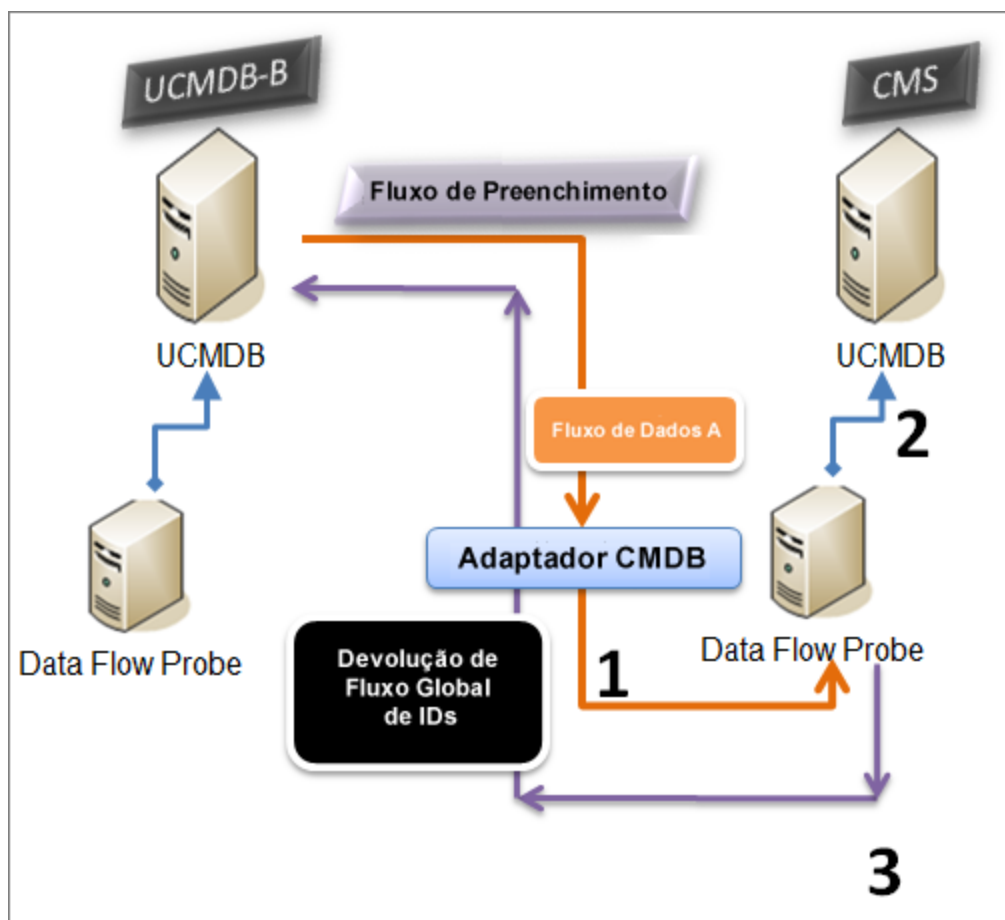 UCMDB-B
CMS
Fluxo de Preenchimento
UCMDB
UCMDB
Fluxo de Dados A
2
Adaptador CMDB
Data Flow Probe
Data Flow Probe
Devolução de
Fluxo Global
de IDs
1
3